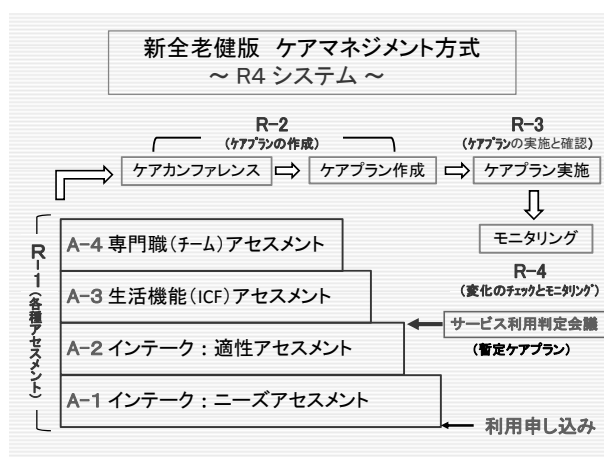 新全老健版 ケアマネジメント方式
～ R4 システム ～
R-2
(ｹｱﾌﾟﾗﾝの作成)
R-3
(ｹｱﾌﾟﾗﾝの実施と確認)
ケアカンファレンス
ケアプラン作成
ケアプラン実施
モニタリング
R-4
(変化のﾁｪｯｸとﾓﾆﾀﾘﾝｸﾞ)
R-1(各種アセスメント)
A-4 専門職(ﾁｰﾑ)アセスメント
A-3 生活機能(ICF)アセスメント
サービス利用判定会議
(暫定ケアプラン)
A-2 インテーク：適性アセスメント
A-1 インテーク：ニーズアセスメント
利用申し込み